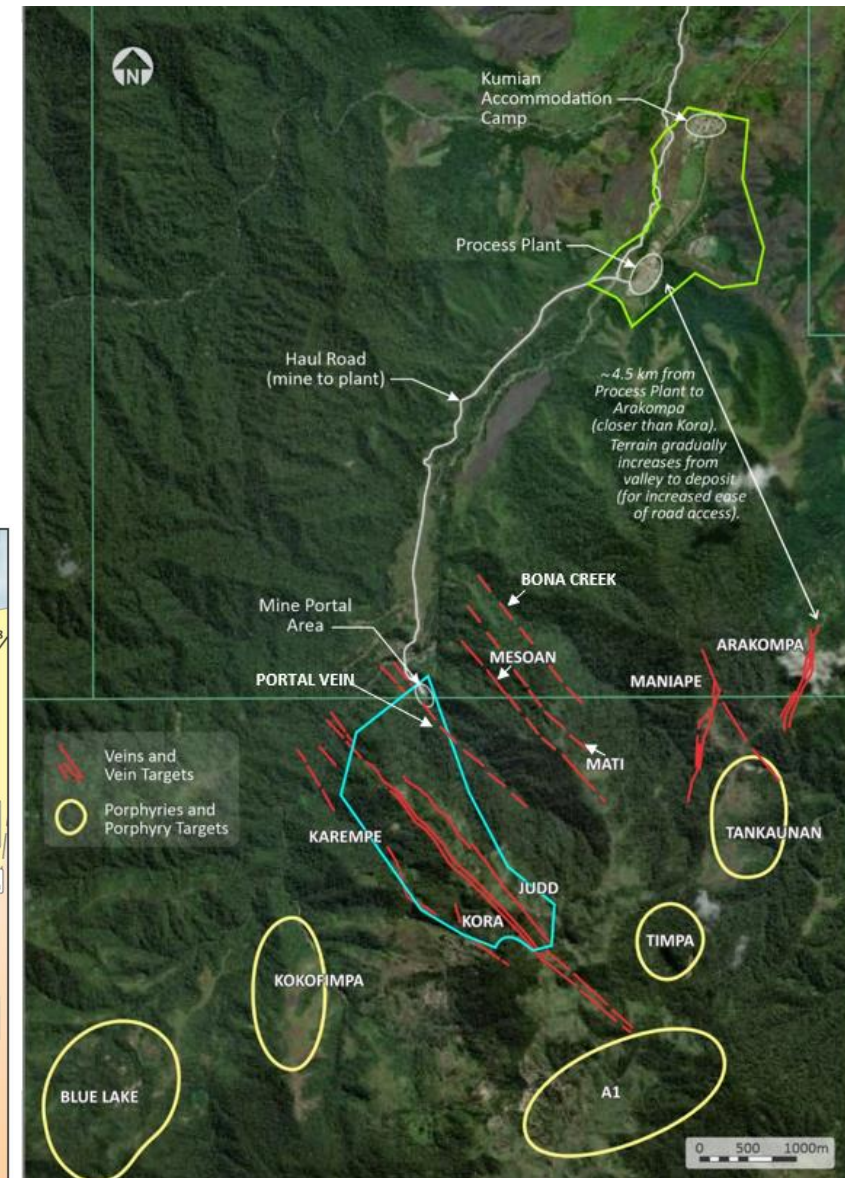 N
Kumian
Accommodation
Camp
Process Plant
Haul Road
(mine to plant)
~4.5 km from
Process Plant to
Arakompa
(closer than Kora).
Terrain gradually
increases from
valley to deposit
(for increased ease
of road access).
BONA CREEK
Mine Portal
Area
MESOAN
ARAKOMPA
PORTAL VEIN
MANIAPE
Veins and
Vein Targets
MATI
Porphyries and
Porphyry Targets
TANKAUNAN
KAREMPE
JUDD
KORA
TIMPA
KOKOFIMPA
BLUE LAKE
A1
0 500 1000m